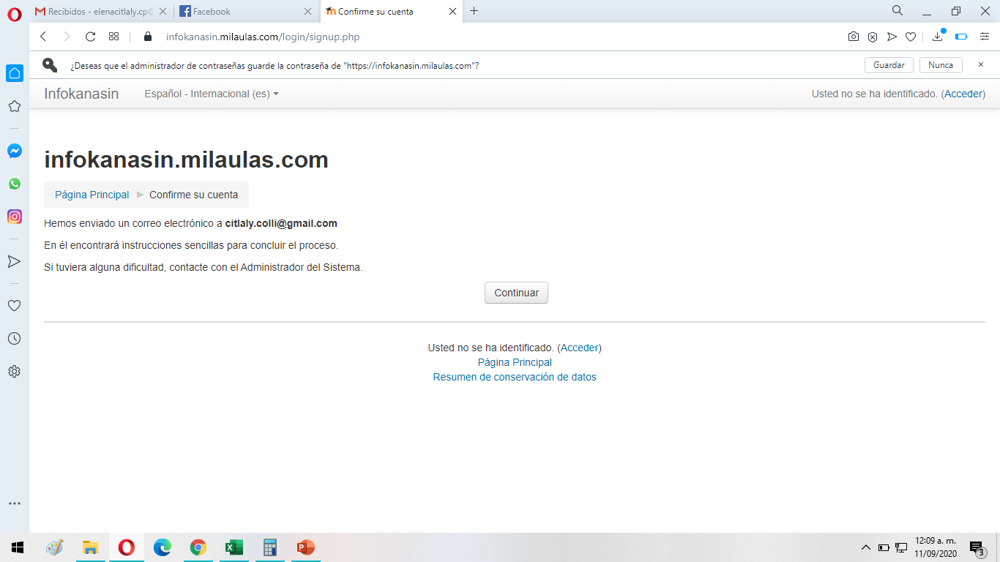 Recibidos - elenacitlaly.cp@
Facebook
Confirme su cuenta
infokanasin.milaulas.com/login/signup.php
¿Deseas que el administrador de contraseñas guarde la contraseña de "https://infokanasin.milaulas.com"?
Guardar
Nunca
Infokanasin
Español - Internacional (es)
Usted no se ha identificado. (Acceder)
infokanasin.milaulas.com
Página Principal
Confirme su cuenta
Hemos enviado un correo electrónico a citlaly.colli@gmail.com
En él encontrará instrucciones sencillas para concluir el proceso.
Si tuviera alguna dificultad, contacte con el Administrador del Sistema.
Continuar
Usted no se ha identificado. (Acceder)
Página Principal
Resumen de conservación de datos
12:09 a. m.
11/09/2020
3